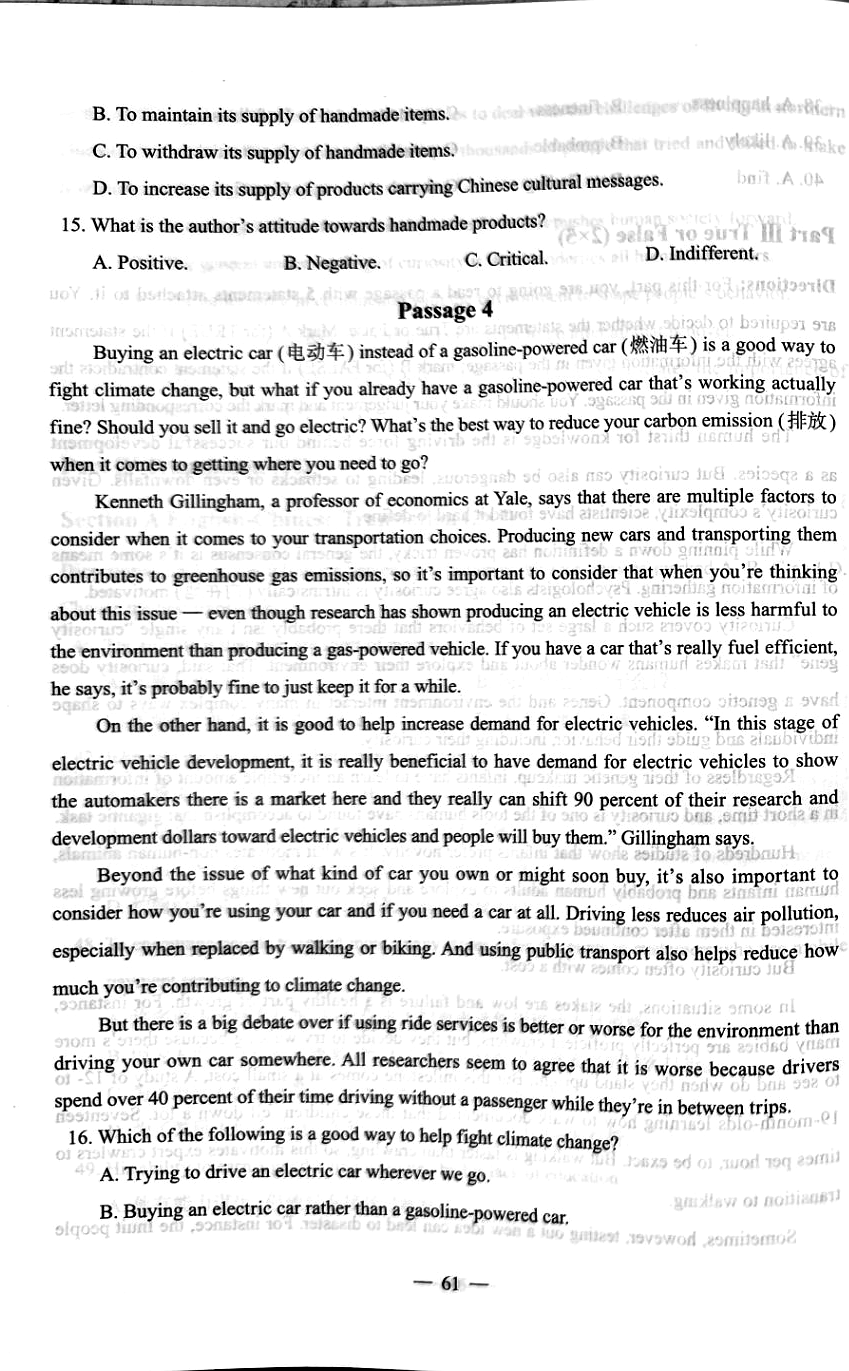 B. To maintain its supply of handmade items.
C. To withdraw its supply of handmade items.
D. To increase its supply of products carrying Chinese cultural messages.
15. What is the author's attitude towards handmade products?
A. Positive. B. Negative. C. Critical. D. Indifferent.
Passage 4
Buying an electric car (电动车) instead of a gasoline-powered car (燃油车) is a good way to
fight climate change, but what if you already have a gasoline-powered car that's working actually
fine? Should you sell it and go electric? What's the best way to reduce your carbon emission (排放)
when it comes to getting where you need to go?
Kenneth Gillingham, a professor of economics at Yale, says that there are multiple factors to
consider when it comes to your transportation choices. Producing new cars and transporting them
contributes to greenhouse gas emissions, so it's important to consider that when you're thinking
about this issue — even though research has shown producing an electric vehicle is less harmful to
the environment than producing a gas-powered vehicle. If you have a car that's really fuel efficient,
he says, it's probably fine to just keep it for a while.
On the other hand, it is good to help increase demand for electric vehicles. "In this stage of
electric vehicle development, it is really beneficial to have demand for electric vehicles to show
the automakers there is a market here and they really can shift 90 percent of their research and
development dollars toward electric vehicles and people will buy them." Gillingham says.
Beyond the issue of what kind of car you own or might soon buy, it's also important to
consider how you're using your car and if you need a car at all. Driving less reduces air pollution,
especially when replaced by walking or biking. And using public transport also helps reduce how
much you're contributing to climate change.
But there is a big debate over if using ride services is better or worse for the environment than
driving your own car somewhere. All researchers seem to agree that it is worse because drivers
spend over 40 percent of their time driving without a passenger while they're in between trips.
16. Which of the following is a good way to help fight climate change?
A. Trying to drive an electric car wherever we go.
B. Buying an electric car rather than a gasoline-powered car.
— 61 —